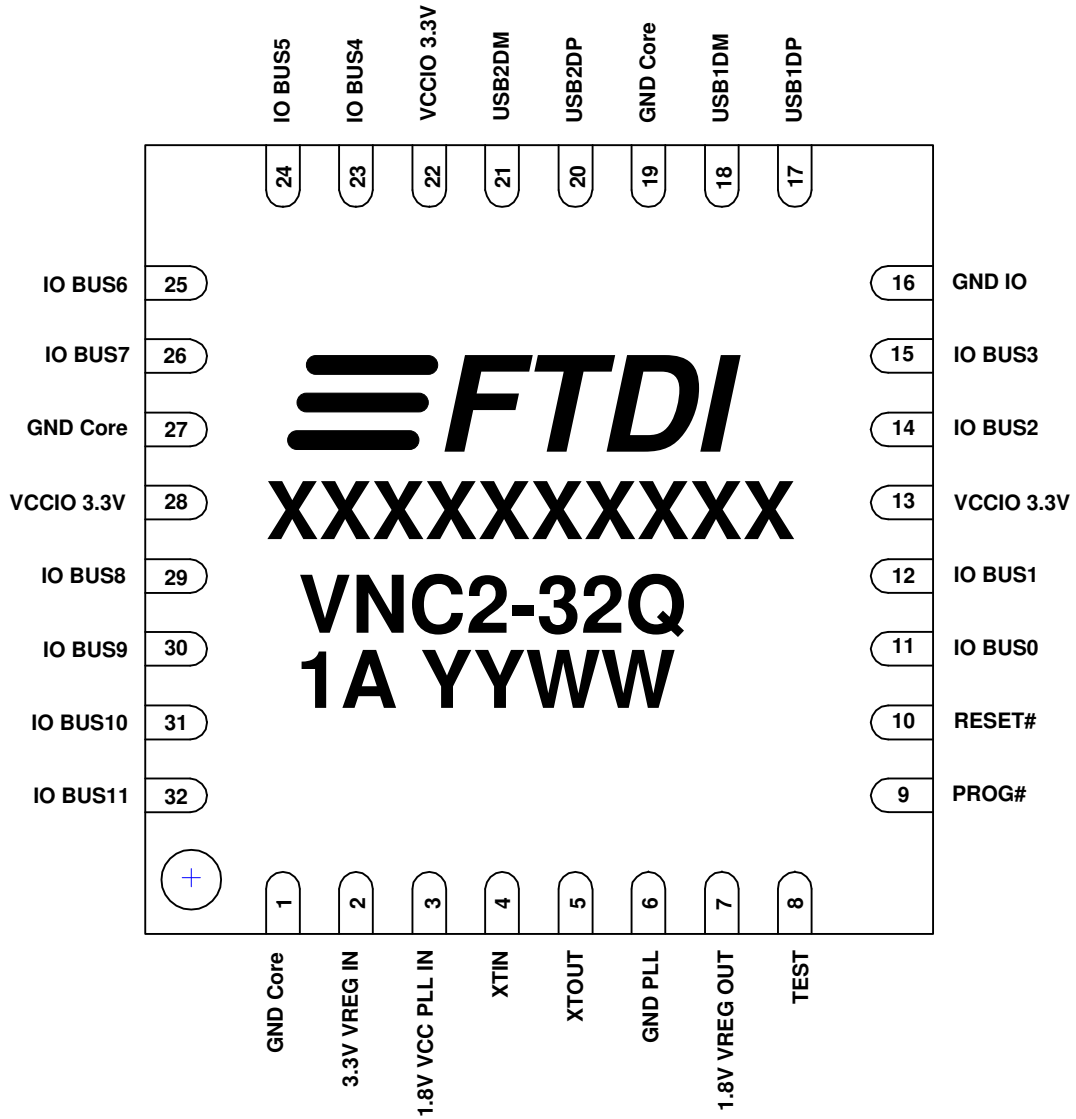 IO BUS5
IO BUS4
VCCIO 3.3V
USB2DM
USB2DP
GND Core
USB1DM
USB1DP
24
23
22
21
20
19
18
17
IO BUS6 25
16 GND IO
IO BUS7 26
15 IO BUS3
GND Core 27
14 IO BUS2
VCCIO 3.3V 28
13 VCCIO 3.3V
IO BUS8 29
12 IO BUS1
IO BUS9 30
11 IO BUS0
IO BUS10 31
10 RESET#
IO BUS11 32
9 PROG#
FTDI
XXXXXXXXXX
VNC2-32Q
1A YYWW
1
2
3
4
5
6
7
8
GND Core
3.3V VREG IN
1.8V VCC PLL IN
XTIN
XTOUT
GND PLL
1.8V VREG OUT
TEST